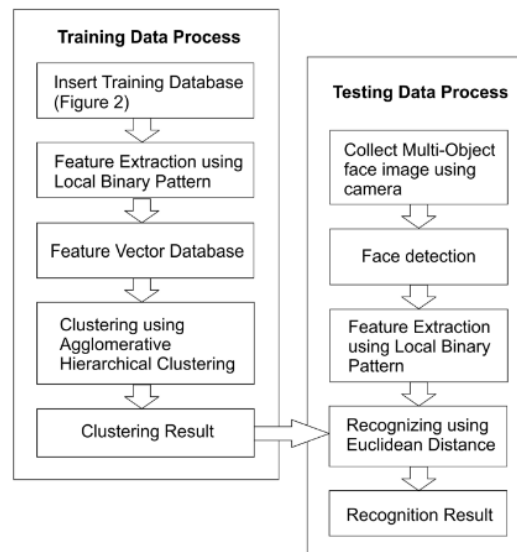 Training Data Process
Insert Training Database
(Figure 2)
Feature Extraction using
Local Binary Pattern
Feature Vector Database
Clustering using
Agglomerative
Hierarchical Clustering
Clustering Result
Testing Data Process
Collect Multi-Object
face image using
camera
Face detection
Feature Extraction
using Local Binary
Pattern
Recognizing using
Euclidean Distance
Recognition Result